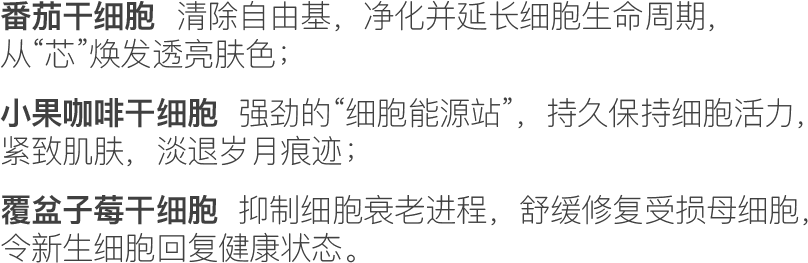 番茄干细胞 清除自由基，净化并延长细胞生命周期，
从“芯”焕发透亮肤色；
小果咖啡干细胞 强劲的“细胞能源站”，持久保持细胞活力，
紧致肌肤，淡退岁月痕迹；
覆盆子莓干细胞 抑制细胞衰老进程，舒缓修复受损母细胞，
令新生细胞回复健康状态。